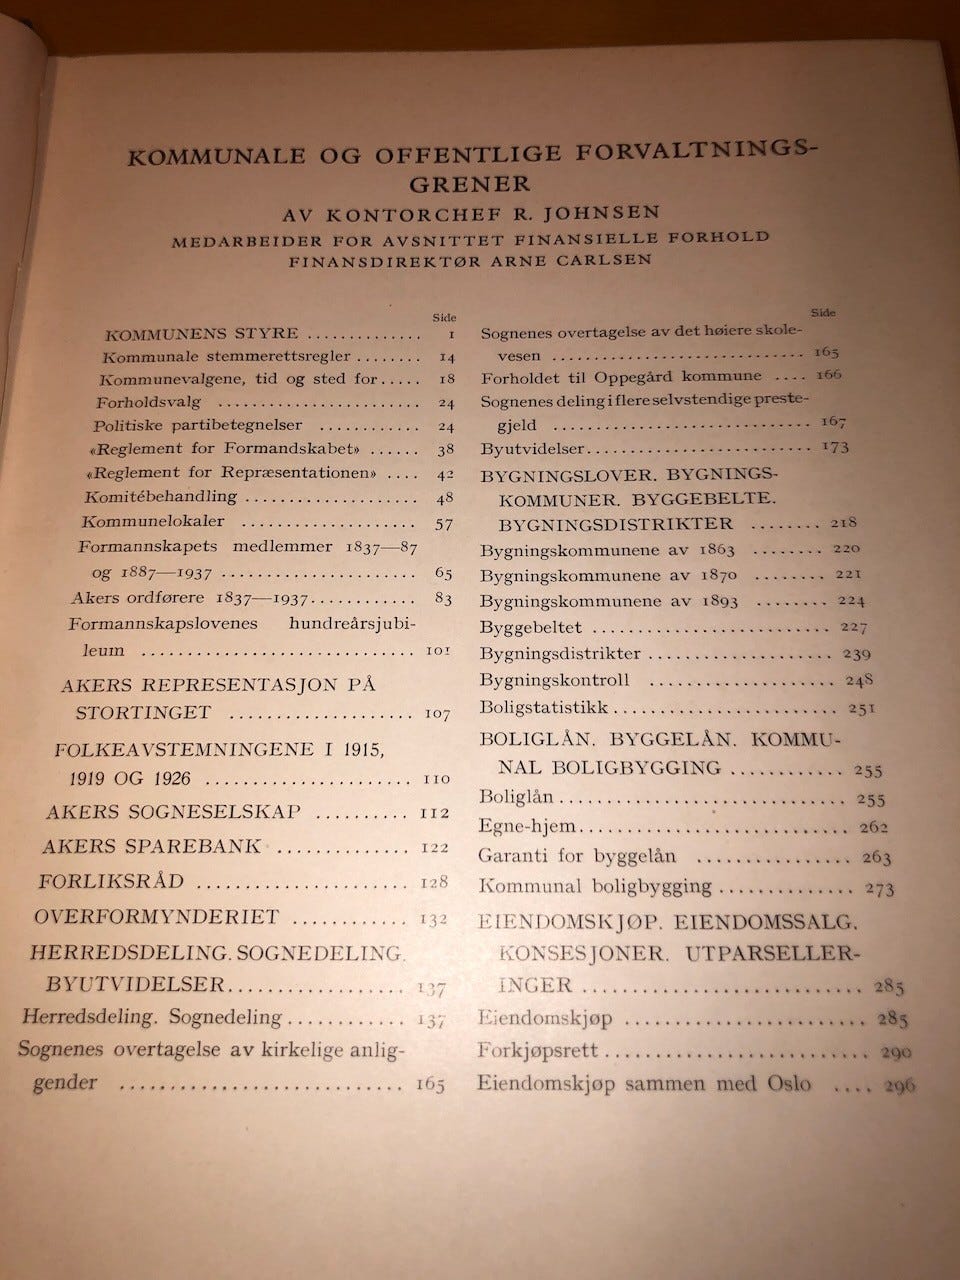 KOMMUNALE OG OFFENTLIGE FORVALTNINGS-
GRENER
AV KONTORCHEF R. JOHNSEN
MEDARBEIDER FOR AVSNITTET FINANSIELLE FORHOLD
FINANSDIREKTØR ARNE CARLSEN
Side
KOMMUNENS STYRE .............. 1
Kommunale stemmerettsregler ........ 14
Kommunevalgene, tid og sted for ..... 18
Forholdsvalg ........................ 24
Politiske partibetegnelser .............. 24
«Reglement for Formandskabet» ...... 38
«Reglement for Repræsentationen» .... 42
Komitébehandling .................... 48
Kommunelokaler .................... 57
Formannskapets medlemmer 1837—87
og 1887—1937 ....................... 65
Akers ordførere 1837—1937............ 83
Formannskapslovenes hundreårsjubi-
leum ............................... 101
AKERS REPRESENTASJON PÅ
STORTINGET .................... 107
FOLKEAVSTEMNINGENE I 1915,
1919 OG 1926 ...................... 110
AKERS SOGNESELSKAP .......... 112
AKERS SPAREBANK .............. 122
FORLIKSRÅD ...................... 128
OVERFORMYNDERIET ............ 132
HERREDSDELING. SOGNEDELING.
BYUTVIDELSER.................. 137
Herredsdeling. Sognedeling............ 137
Sognenes overtagelse av kirkelige anlig-
gender ............................. 165
Side
Sognenes overtagelse av det høiere skole-
vesen ............................... 165
Forholdet til Oppegård kommune .... 166
Sognenes deling i flere selvstendige preste-
gjeld ............................... 167
Byutvidelser.......................... 173
BYGNINGSLOVER. BYGNINGS-
KOMMUNER. BYGGEBELTE.
BYGNINGSDISTRIKTER ........ 218
Bygningskommunene av 1863 ........ 220
Bygningskommunene av 1870 ........ 221
Bygningskommunene av 1893 ........ 224
Byggebeltet ........................... 227
Bygningsdistrikter ..................... 239
Bygningskontroll ..................... 248
Boligstatistikk ......................... 251
BOLIGLÅN. BYGGELÅN. KOMMU-
NAL BOLIGBYGGING ............ 255
Boliglån ............................... 255
Egne-hjem............................. 262
Garanti for byggelån ................ 263
Kommunal boligbygging .............. 273
EIENDOMSKJØP. EIENDOMSSALG.
KONSESJONER. UTPARSELLER-
INGER ............................. 285
Eiendomskjøp ........................ 285
Forkjøpsrett ........................... 290
Eiendomskjøp sammen med Oslo .... 296